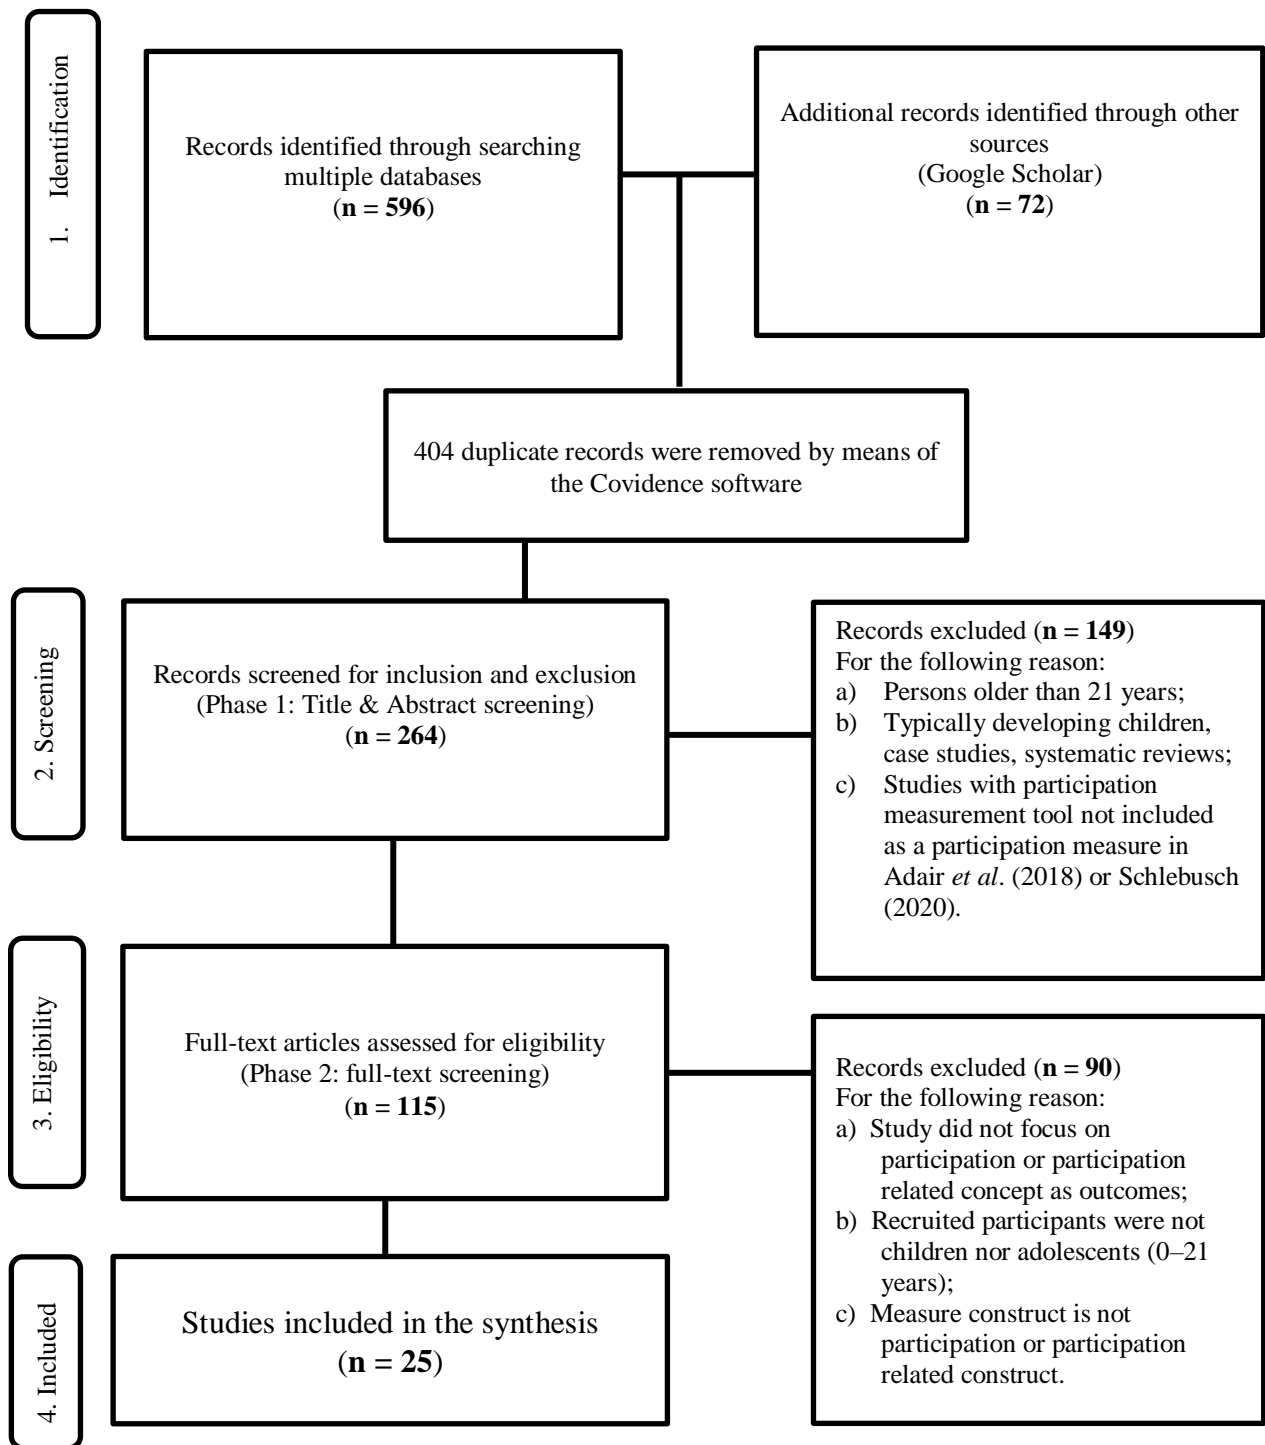 1. Identification
Records identified through searching
multiple databases
(n = 596)
Additional records identified through other
sources
(Google Scholar)
(n = 72)
404 duplicate records were removed by means of
the Covidence software
2. Screening
Records screened for inclusion and exclusion
(Phase 1: Title & Abstract screening)
(n = 264)
Records excluded (n = 149)
For the following reason:
a) Persons older than 21 years;
b) Typically developing children,
case studies, systematic reviews;
c) Studies with participation
measurement tool not included
as a participation measure in
Adair et al. (2018) or Schlebusch
(2020).
3. Eligibility
Full-text articles assessed for eligibility
(Phase 2: full-text screening)
(n = 115)
Records excluded (n = 90)
For the following reason:
a) Study did not focus on
participation or participation
related concept as outcomes;
b) Recruited participants were not
children nor adolescents (0–21
years);
c) Measure construct is not
participation or participation
related construct.
4. Included
Studies included in the synthesis
(n = 25)